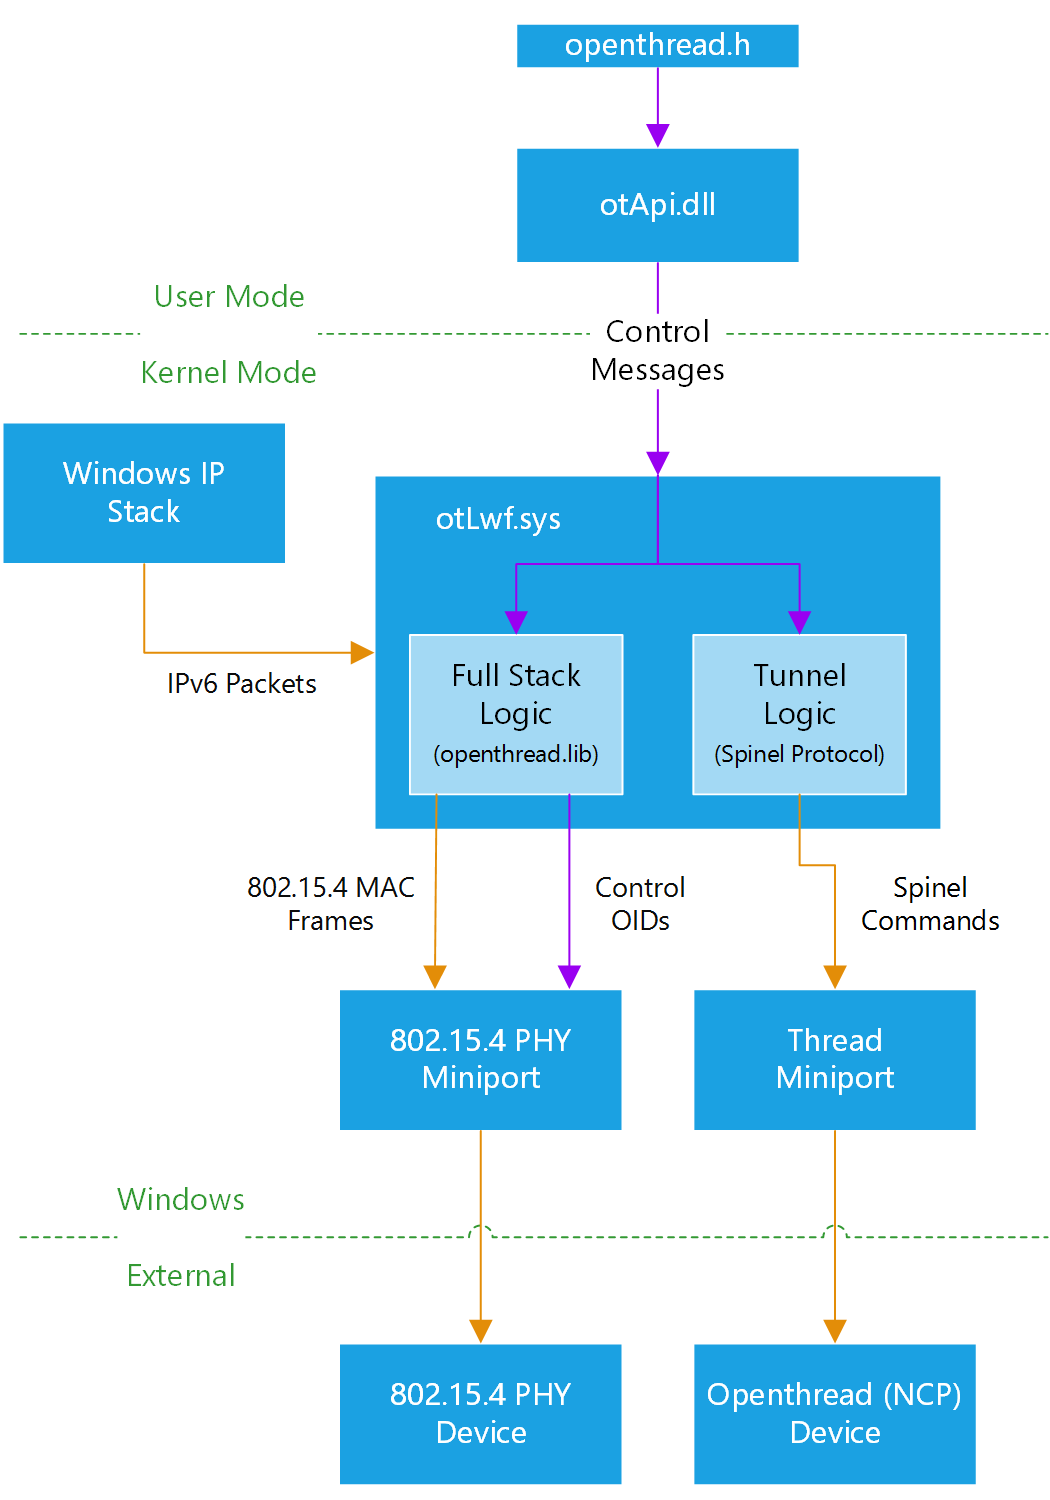 openthread.h
otApi.dll
User Mode
Control
Messages
Kernel Mode
Windows IP
Stack
otLwf.sys
IPv6 Packets
Full Stack
Logic
(openthread.lib)
Tunnel
Logic
(Spinel Protocol)
802.15.4 MAC
Frames
Control
OIDs
Spinel
Commands
802.15.4 PHY
Miniport
Thread
Miniport
Windows
External
802.15.4 PHY
Device
Openthread (NCP)
Device